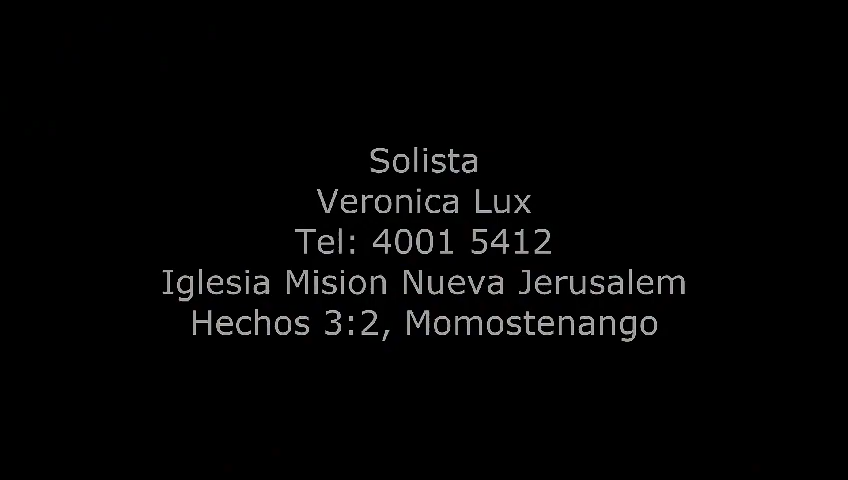 Solista
Veronica Lux
Tel: 4001 5412
Iglesia Mision Nueva Jerusalem
Hechos 3:2, Momostenango